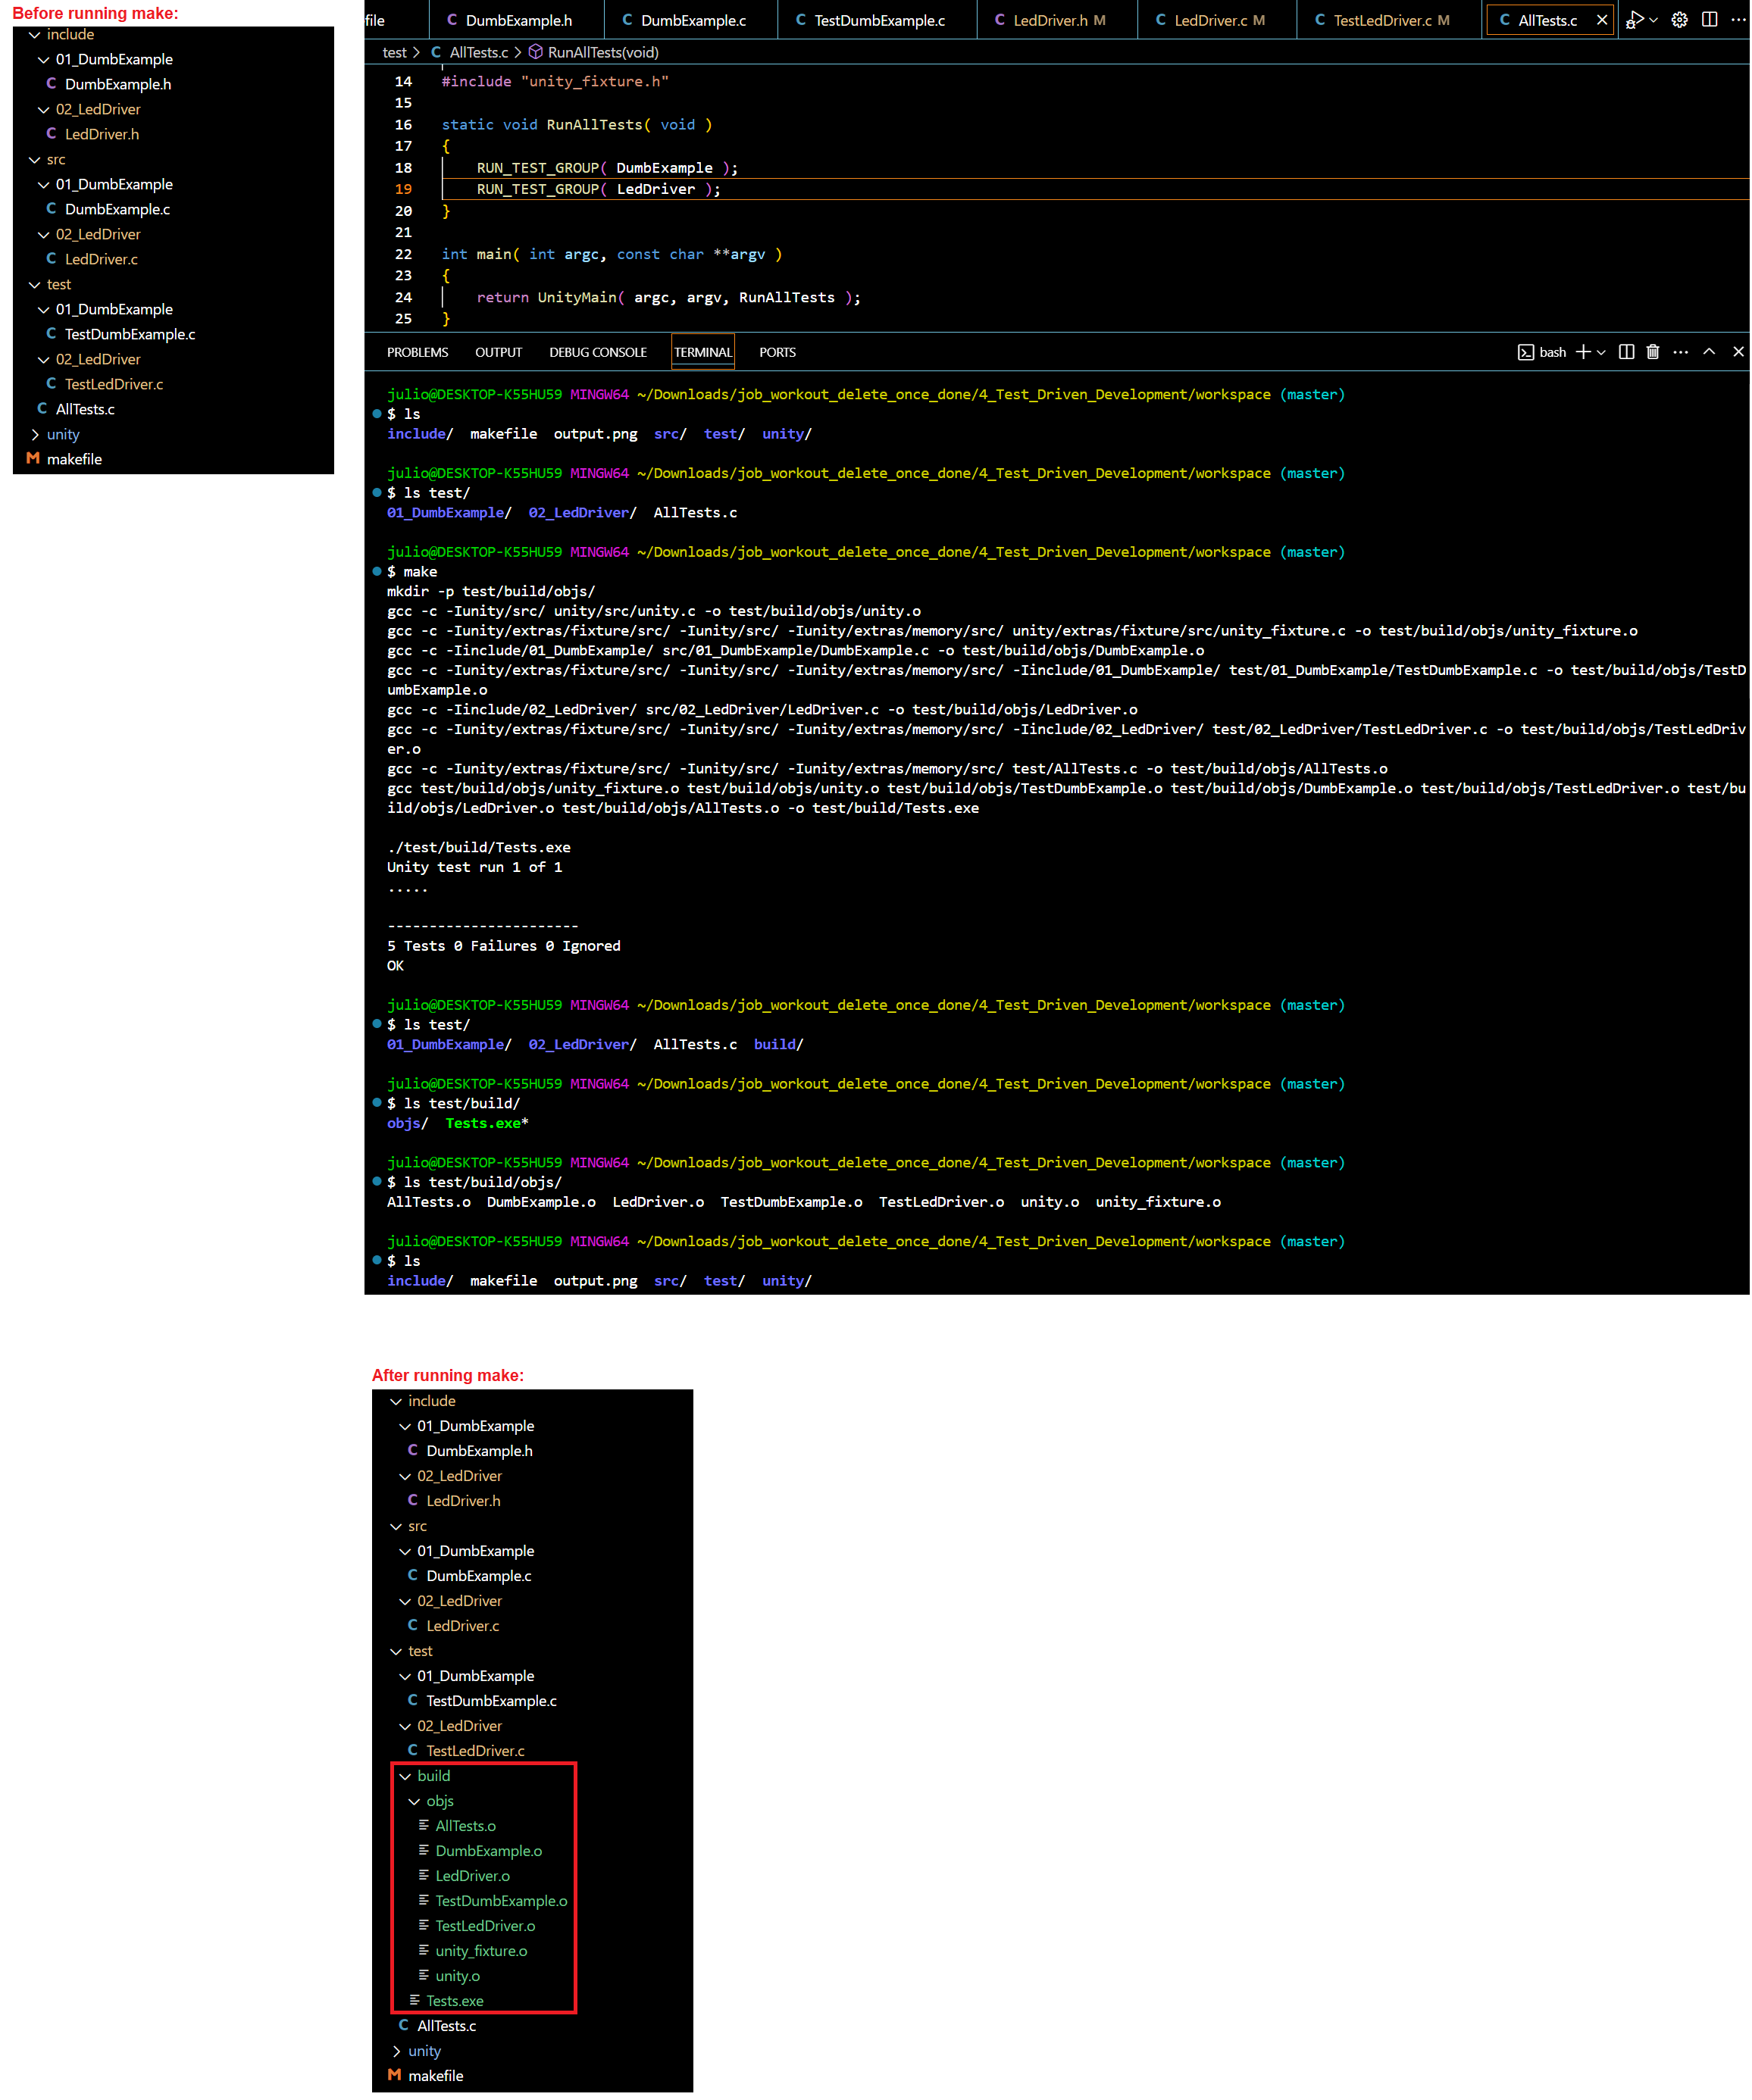 Before running make:
include
01_DumbExample
C DumbExample.h
02_LedDriver
C LedDriver.h
src
01_DumbExample
C DumbExample.c
02_LedDriver
C LedDriver.c
test
01_DumbExample
C TestDumbExample.c
02_LedDriver
C TestLedDriver.c
C AllTests.c
unity
M makefile
file C DumbExample.h C DumbExample.c C TestDumbExample.c C LedDriver.h M C LedDriver.c M C TestLedDriver.c M C AllTests.c
test > C AllTests.c > RunAllTests(void)
14 #include "unity_fixture.h"
15
16 static void RunAllTests( void )
17 {
18 RUN_TEST_GROUP( DumbExample );
19 RUN_TEST_GROUP( LedDriver );
20 }
21
22 int main( int argc, const char **argv )
23 {
24 return UnityMain( argc, argv, RunAllTests );
25 }
PROBLEMS OUTPUT DEBUG CONSOLE TERMINAL PORTS bash
julio@DESKTOP-K55HU59 MINGW64 ~/Downloads/job_workout_delete_once_done/4_Test_Driven_Development/workspace (master)
$ ls
include/ makefile output.png src/ test/ unity/
julio@DESKTOP-K55HU59 MINGW64 ~/Downloads/job_workout_delete_once_done/4_Test_Driven_Development/workspace (master)
$ ls test/
01_DumbExample/ 02_LedDriver/ AllTests.c
julio@DESKTOP-K55HU59 MINGW64 ~/Downloads/job_workout_delete_once_done/4_Test_Driven_Development/workspace (master)
$ make
mkdir -p test/build/objs/
gcc -c -Iunity/src/ unity/src/unity.c -o test/build/objs/unity.o
gcc -c -Iunity/extras/fixture/src/ -Iunity/src/ -Iunity/extras/memory/src/ unity/extras/fixture/src/unity_fixture.c -o test/build/objs/unity_fixture.o
gcc -c -Iinclude/01_DumbExample/ src/01_DumbExample/DumbExample.c -o test/build/objs/DumbExample.o
gcc -c -Iunity/extras/fixture/src/ -Iunity/src/ -Iunity/extras/memory/src/ -Iinclude/01_DumbExample/ test/01_DumbExample/TestDumbExample.c -o test/build/objs/TestD
umbExample.o
gcc -c -Iinclude/02_LedDriver/ src/02_LedDriver/LedDriver.c -o test/build/objs/LedDriver.o
gcc -c -Iunity/extras/fixture/src/ -Iunity/src/ -Iunity/extras/memory/src/ -Iinclude/02_LedDriver/ test/02_LedDriver/TestLedDriver.c -o test/build/objs/TestLedDriv
er.o
gcc -c -Iunity/extras/fixture/src/ -Iunity/src/ -Iunity/extras/memory/src/ test/AllTests.c -o test/build/objs/AllTests.o
gcc test/build/objs/unity_fixture.o test/build/objs/unity.o test/build/objs/TestDumbExample.o test/build/objs/DumbExample.o test/build/objs/TestLedDriver.o test/bu
ild/objs/LedDriver.o test/build/objs/AllTests.o -o test/build/Tests.exe
./test/build/Tests.exe
Unity test run 1 of 1
.....
-----------------------
5 Tests 0 Failures 0 Ignored
OK
julio@DESKTOP-K55HU59 MINGW64 ~/Downloads/job_workout_delete_once_done/4_Test_Driven_Development/workspace (master)
$ ls test/
01_DumbExample/ 02_LedDriver/ AllTests.c build/
julio@DESKTOP-K55HU59 MINGW64 ~/Downloads/job_workout_delete_once_done/4_Test_Driven_Development/workspace (master)
$ ls test/build/
objs/ Tests.exe*
julio@DESKTOP-K55HU59 MINGW64 ~/Downloads/job_workout_delete_once_done/4_Test_Driven_Development/workspace (master)
$ ls test/build/objs/
AllTests.o DumbExample.o LedDriver.o TestDumbExample.o TestLedDriver.o unity.o unity_fixture.o
julio@DESKTOP-K55HU59 MINGW64 ~/Downloads/job_workout_delete_once_done/4_Test_Driven_Development/workspace (master)
$ ls
include/ makefile output.png src/ test/ unity/
After running make:
include
01_DumbExample
C DumbExample.h
02_LedDriver
C LedDriver.h
src
01_DumbExample
C DumbExample.c
02_LedDriver
C LedDriver.c
test
01_DumbExample
C TestDumbExample.c
02_LedDriver
C TestLedDriver.c
build
objs
AllTests.o
DumbExample.o
LedDriver.o
TestDumbExample.o
TestLedDriver.o
unity_fixture.o
unity.o
Tests.exe
C AllTests.c
unity
M makefile